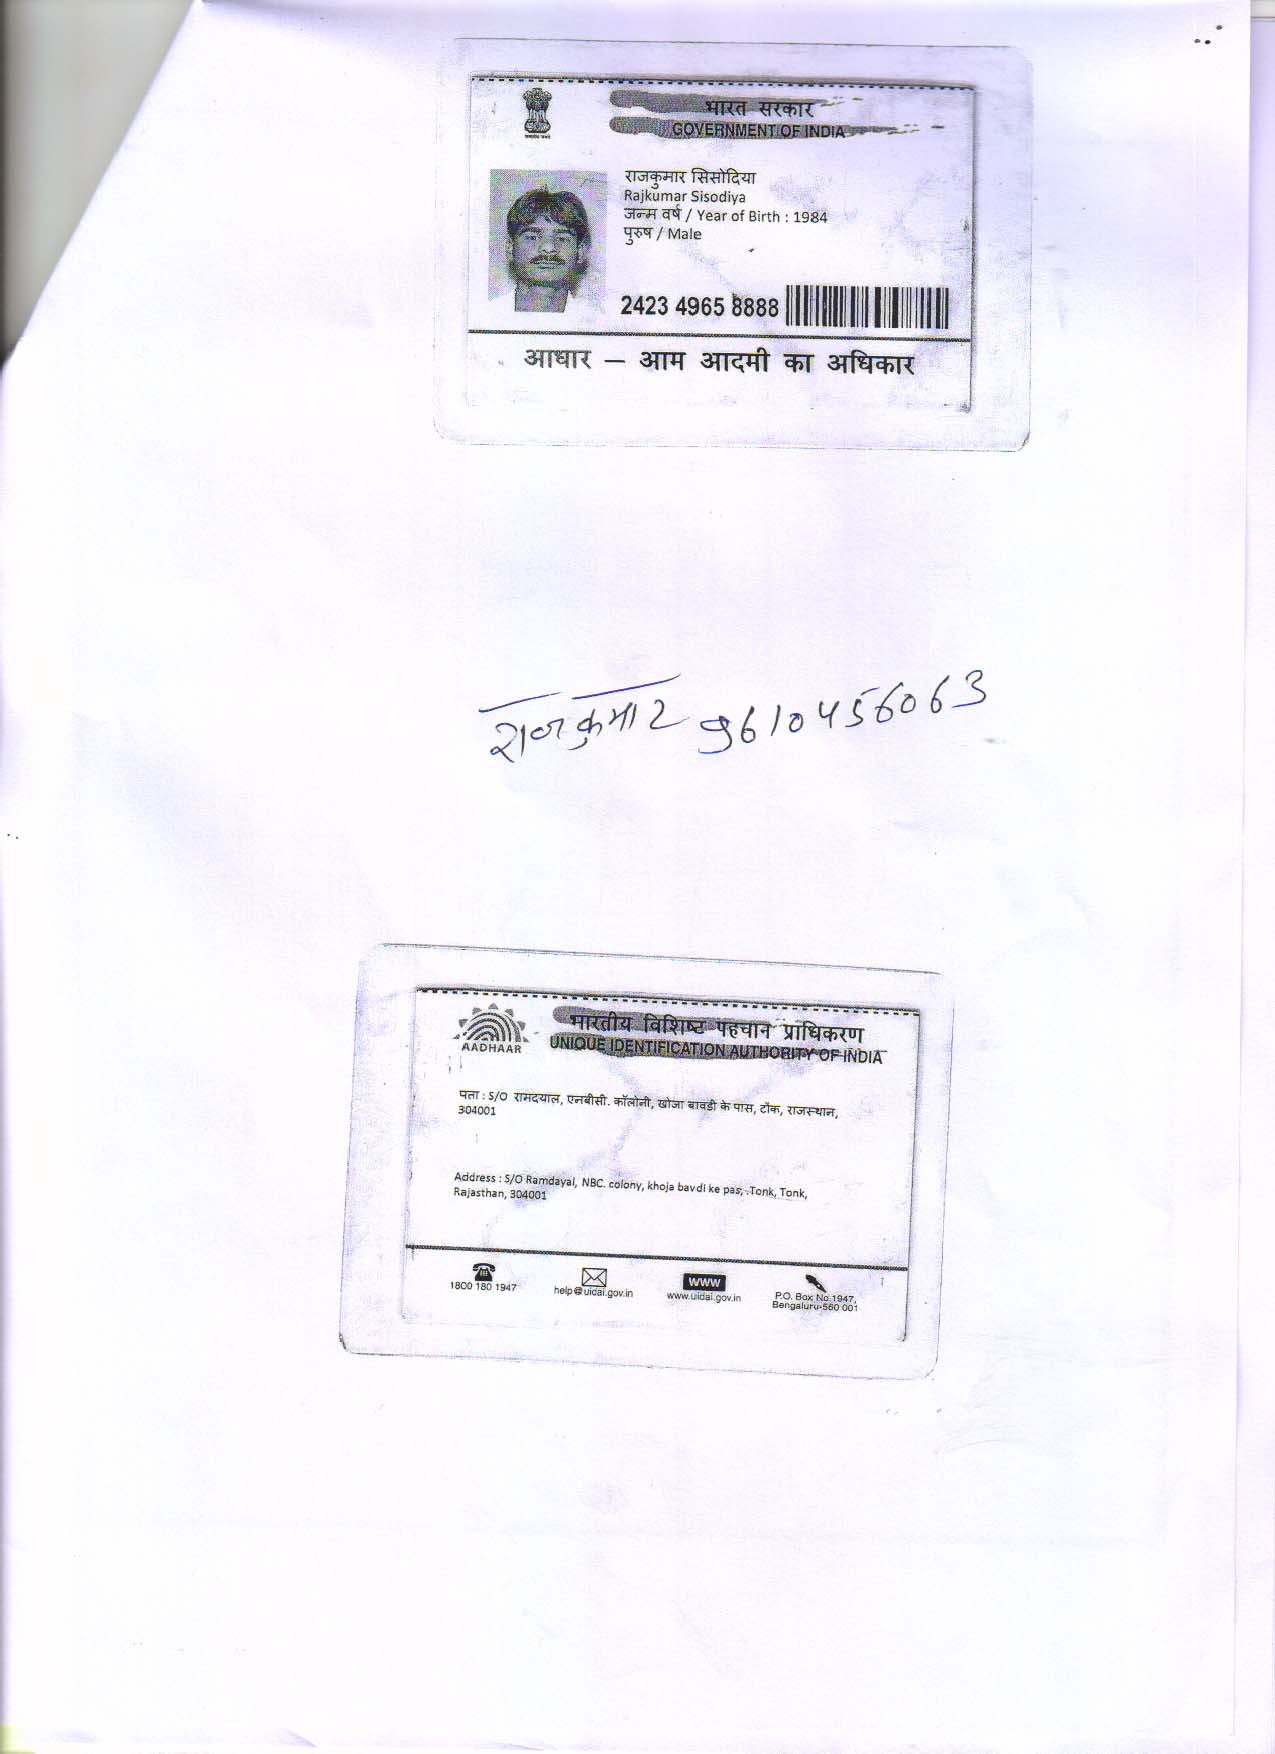 भारत सरकार
GOVERNMENT OF INDIA
राजकुमार सिसोदिया
Rajkumar Sisodiya
जन्म वर्ष / Year of Birth : 1984
पुरुष / Male
2423 4965 8888
आधार – आम आदमी का अधिकार
राजकुमार 9610456063
भारतीय विशिष्ट पहचान प्राधिकरण
AADHAAR
UNIQUE IDENTIFICATION AUTHORITY OF INDIA
पता : S/O रामदयाल, एनबीसी. कॉलोनी, खोजा बावडी के पास, टोंक, राजस्थान,
304001
Address : S/O Ramdayal, NBC. colony, khoja bavdi ke pas, .Tonk, Tonk,
Rajasthan, 304001
1800 180 1947
help@uidai.gov.in
www
www.uidai.gov.in
P.O. Box No.1947,
Bengaluru-560 001